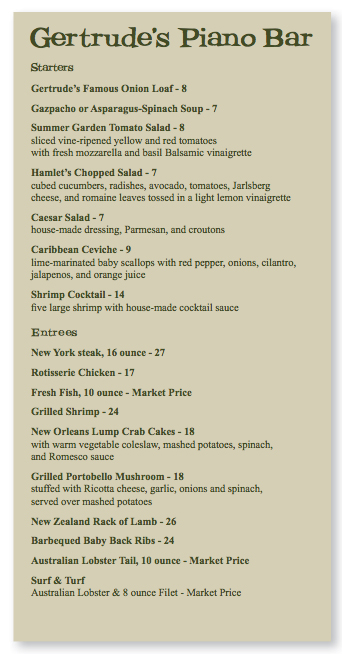 Gertrude's Piano Bar
Starters
Gertrude's Famous Onion Loaf - 8
Gazpacho or Asparagus-Spinach Soup - 7
Summer Garden Tomato Salad - 8
sliced vine-ripened yellow and red tomatoes
with fresh mozzarella and basil Balsamic vinaigrette
Hamlet's Chopped Salad - 7
cubed cucumbers, radishes, avocado, tomatoes, Jarlsberg
cheese, and romaine leaves tossed in a light lemon vinaigrette
Caesar Salad - 7
house-made dressing, Parmesan, and croutons
Caribbean Ceviche - 9
lime-marinated baby scallops with red pepper, onions, cilantro,
jalapenos, and orange juice
Shrimp Cocktail - 14
five large shrimp with house-made cocktail sauce
Entrees
New York steak, 16 ounce - 27
Rotisserie Chicken - 17
Fresh Fish, 10 ounce - Market Price
Grilled Shrimp - 24
New Orleans Lump Crab Cakes - 18
with warm vegetable coleslaw, mashed potatoes, spinach,
and Romesco sauce
Grilled Portobello Mushroom - 18
stuffed with Ricotta cheese, garlic, onions and spinach,
served over mashed potatoes
New Zealand Rack of Lamb - 26
Barbequed Baby Back Ribs - 24
Australian Lobster Tail, 10 ounce - Market Price
Surf & Turf
Australian Lobster & 8 ounce Filet - Market Price